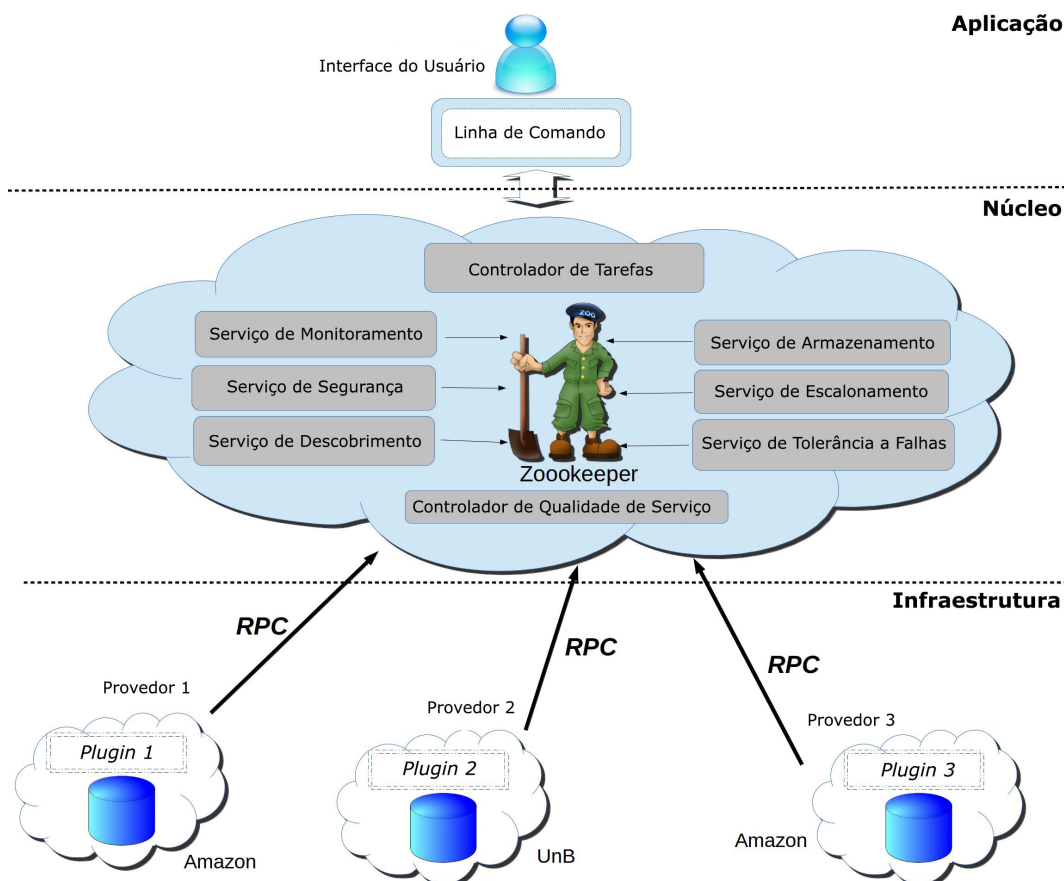 Aplicação
Interface do Usuário
Linha de Comando
Núcleo
Controlador de Tarefas
ZOG
Serviço de Monitoramento
Serviço de Armazenamento
Serviço de Segurança
Serviço de Escalonamento
Serviço de Descobrimento
Serviço de Tolerância a Falhas
Zoookeeper
Controlador de Qualidade de Serviço
Infraestrutura
RPC
RPC
RPC
Provedor 1
Provedor 2
Provedor 3
Plugin 1
Plugin 2
Plugin 3
Amazon
UnB
Amazon